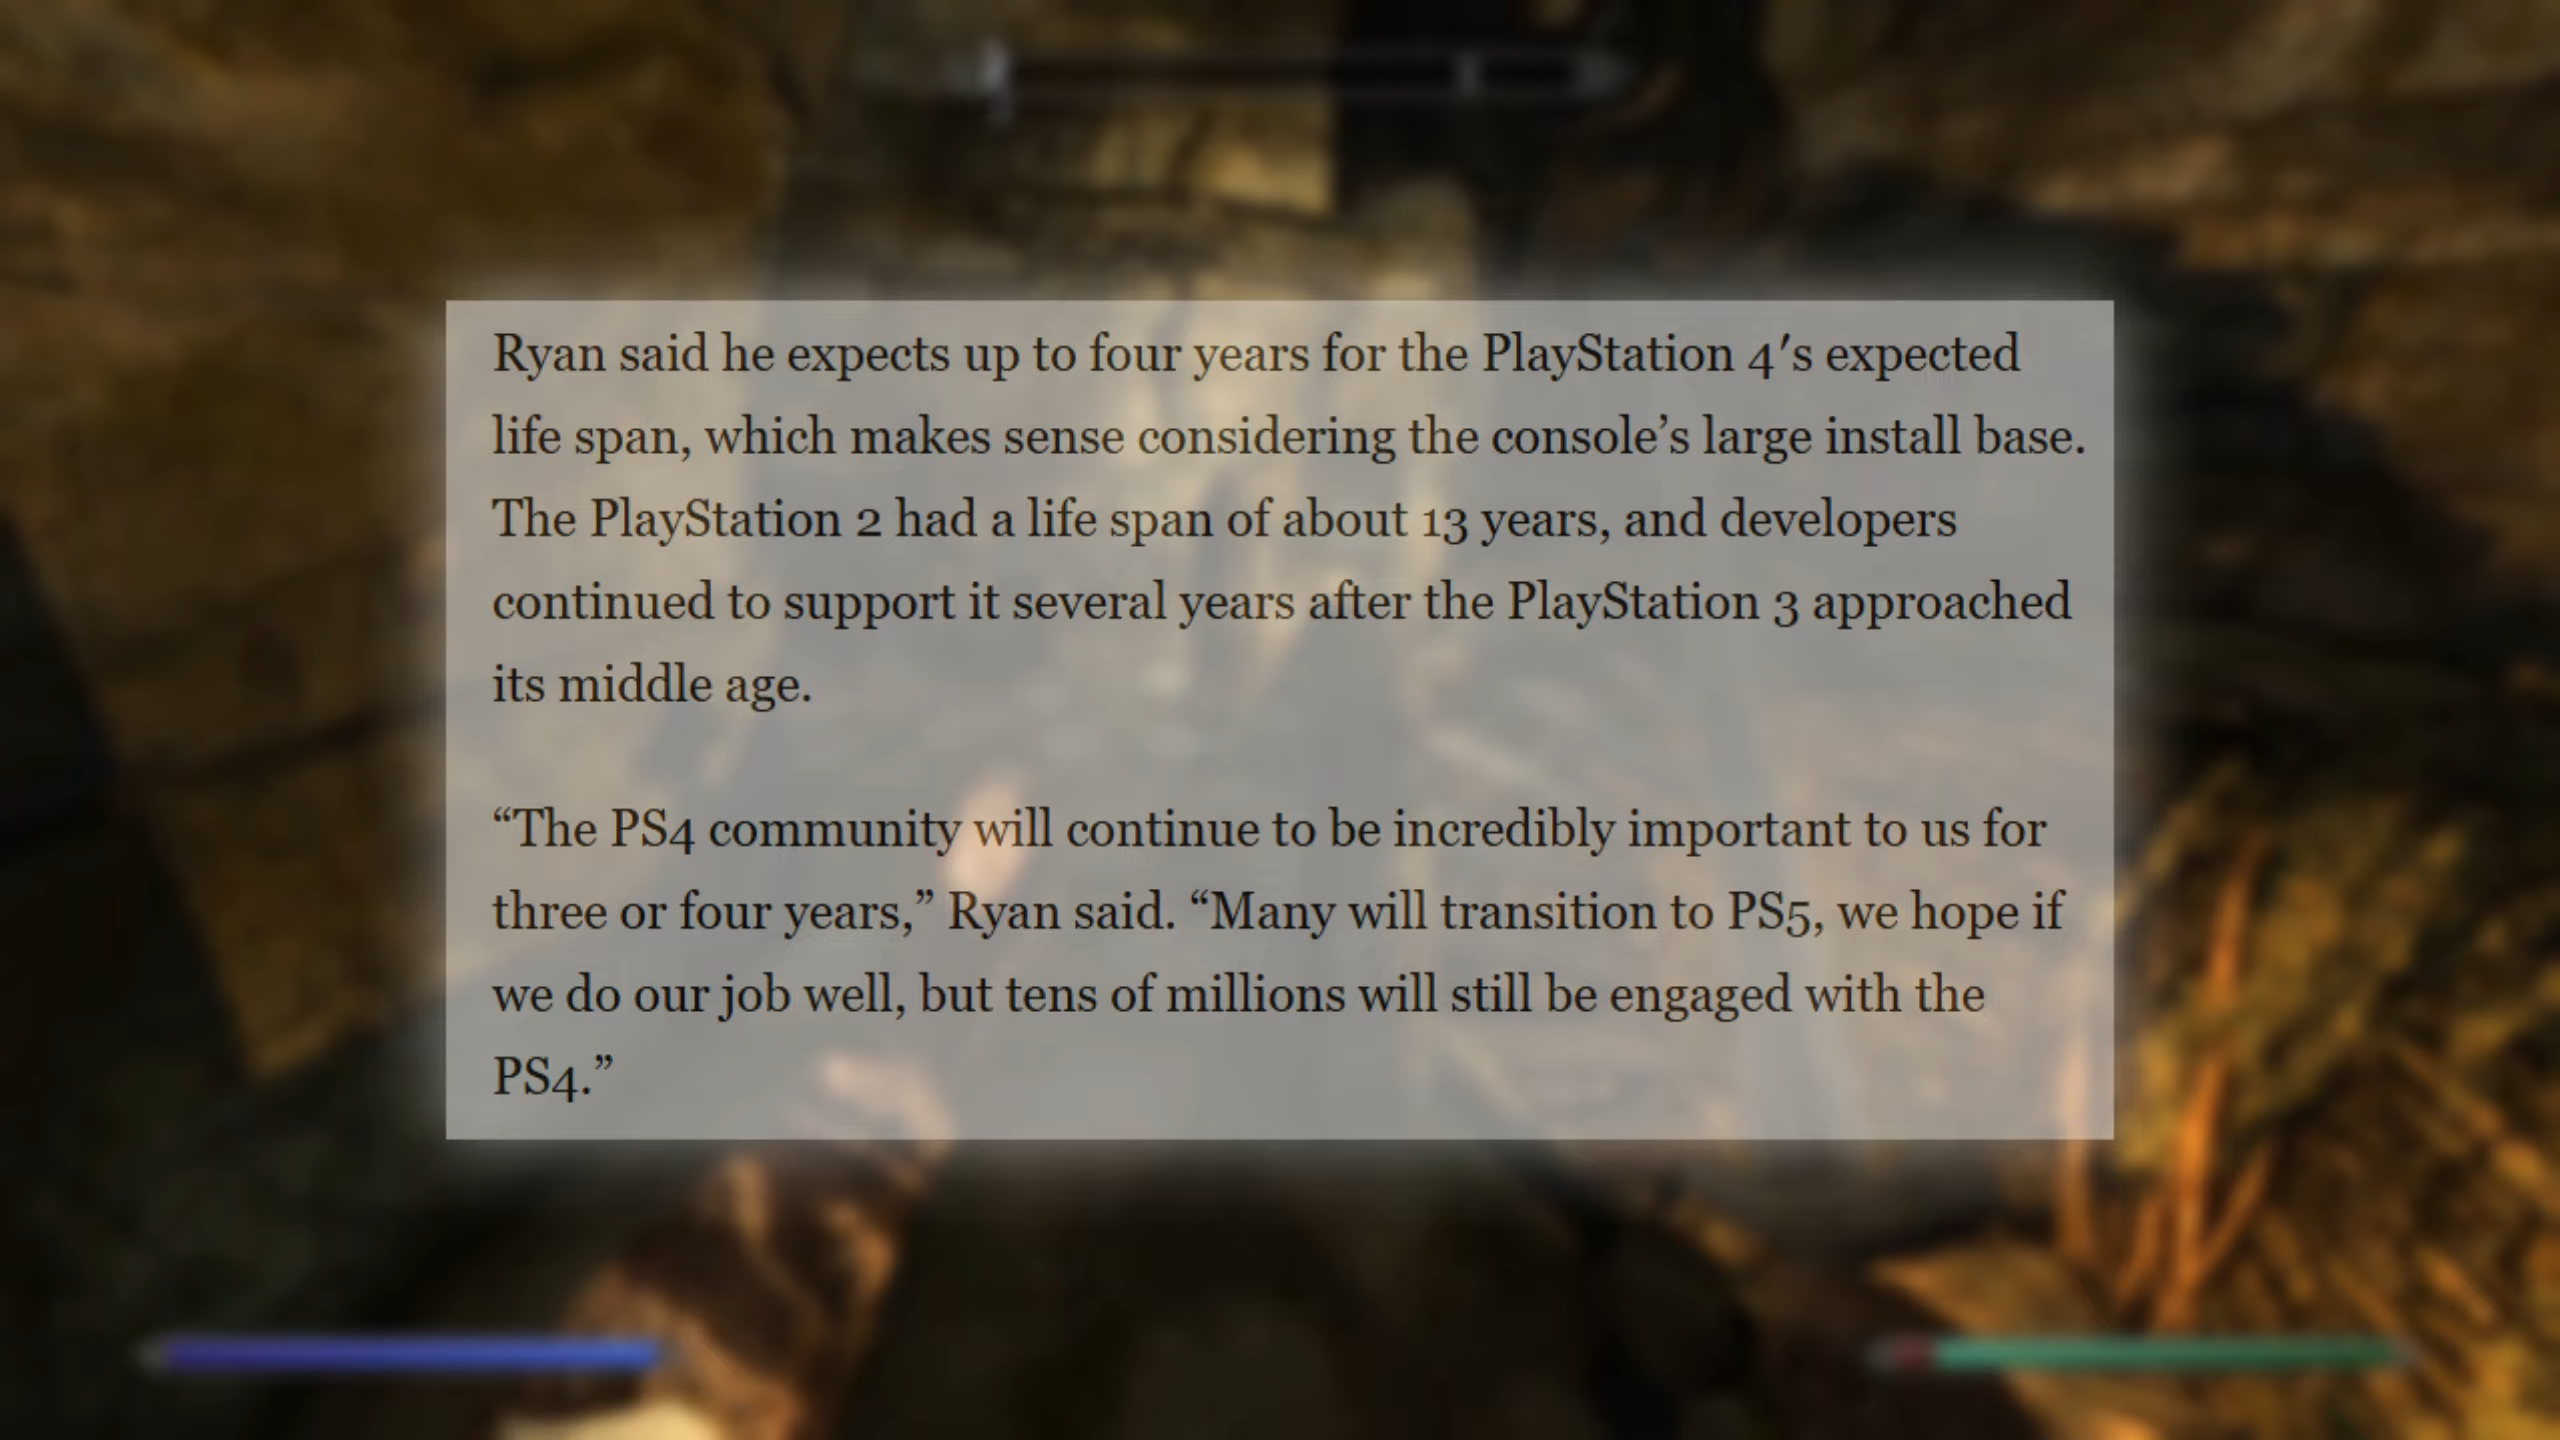 Ryan said he expects up to four years for the PlayStation 4′s expected
life span, which makes sense considering the console’s large install base.
The PlayStation 2 had a life span of about 13 years, and developers
continued to support it several years after the PlayStation 3 approached
its middle age.
“The PS4 community will continue to be incredibly important to us for
three or four years,” Ryan said. “Many will transition to PS5, we hope if
we do our job well, but tens of millions will still be engaged with the
PS4.”